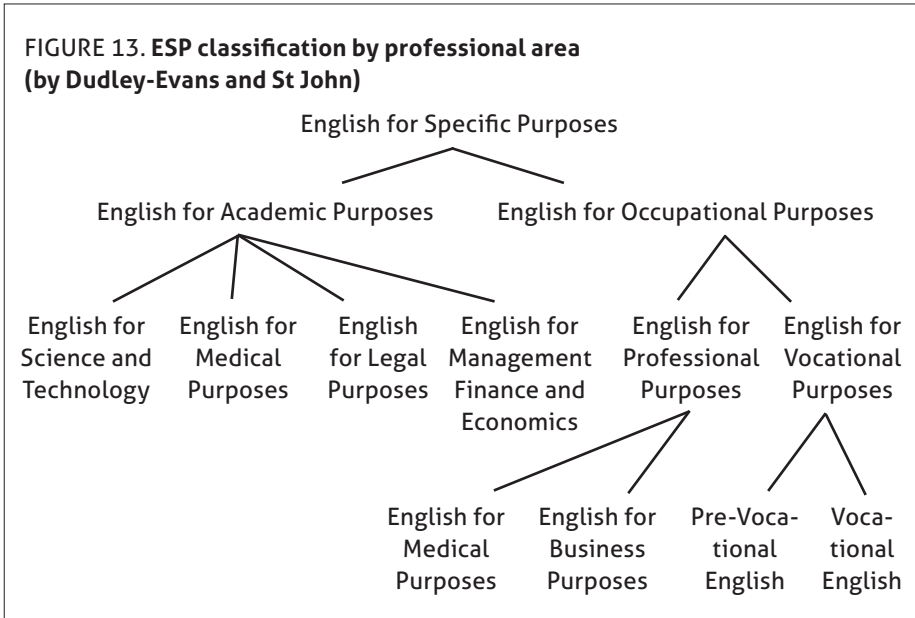 FIGURE 13. ESP classification by professional area
(by Dudley-Evans and St John)
English for Specific Purposes
English for Academic Purposes
English for Occupational Purposes
English for
Science and
Technology
English for
Medical
Purposes
English
for Legal
Purposes
English for
Management
Finance and
Economics
English for
Professional
Purposes
English for
Vocational
Purposes
English for
Medical
Purposes
English for
Business
Purposes
Pre-Voca-
tional
English
Voca-
tional
English